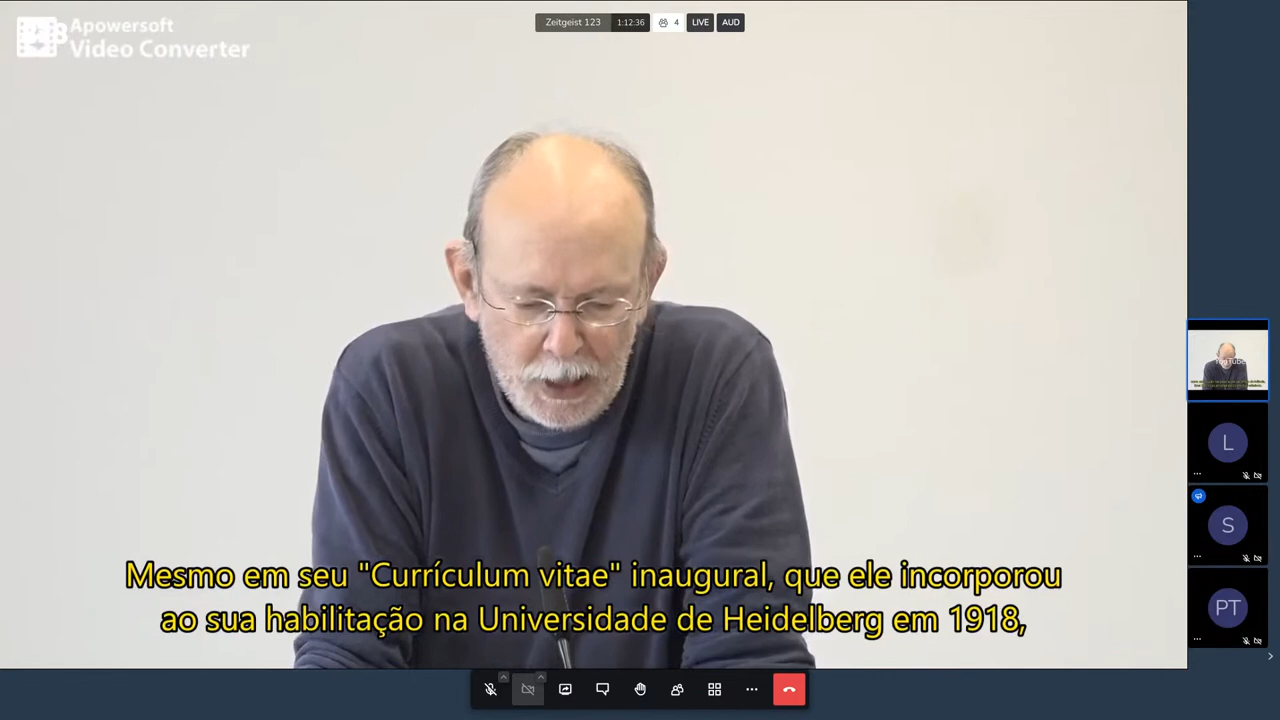 Apowersoft
Video Converter
Zeitgeist 123
1:12:36
4
LIVE
AUD
YOUTUBE
L
S
PT
Mesmo em seu "Currículum vitae" inaugural, que ele incorporou
ao sua habilitação na Universidade de Heidelberg em 1918,